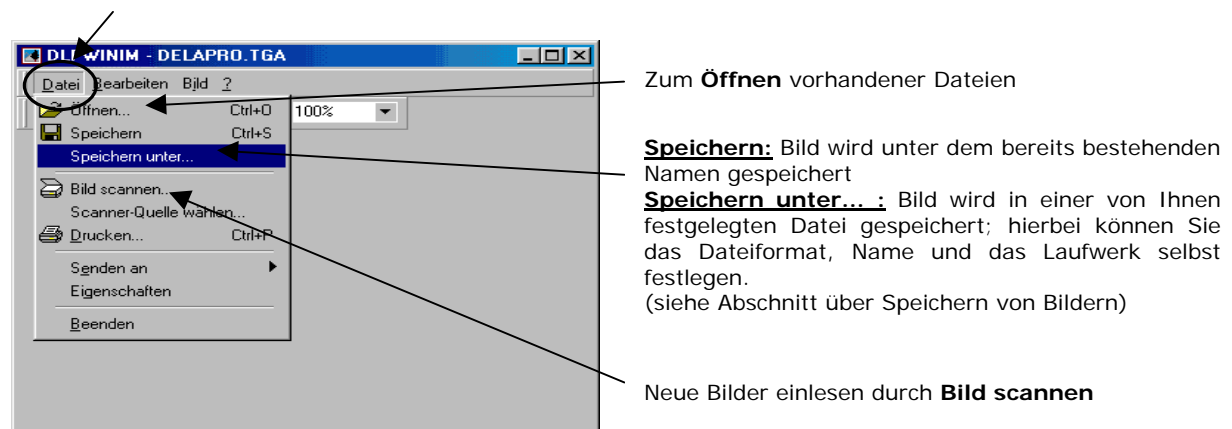 DLPWINIM - DELAPRO.TGA
Datei Bearbeiten Bild ?
Öffnen... Ctrl+O
100%
Speichern Ctrl+S
Speichern unter...
Bild scannen...
Scanner-Quelle wählen...
Drucken... Ctrl+P
Senden an
Eigenschaften
Beenden
Zum Öffnen vorhandener Dateien
Speichern: Bild wird unter dem bereits bestehenden
Namen gespeichert
Speichern unter... : Bild wird in einer von Ihnen
festgelegten Datei gespeichert; hierbei können Sie
das Dateiformat, Name und das Laufwerk selbst
festlegen.
(siehe Abschnitt über Speichern von Bildern)
Neue Bilder einlesen durch Bild scannen